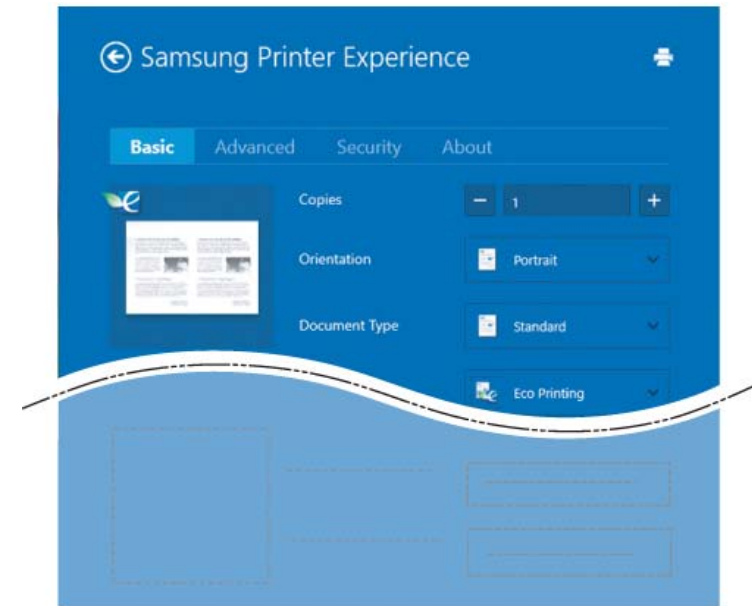 Samsung Printer Experience
Basic Advanced Security About
Copies 1
Orientation Portrait
Document Type Standard
Eco Printing